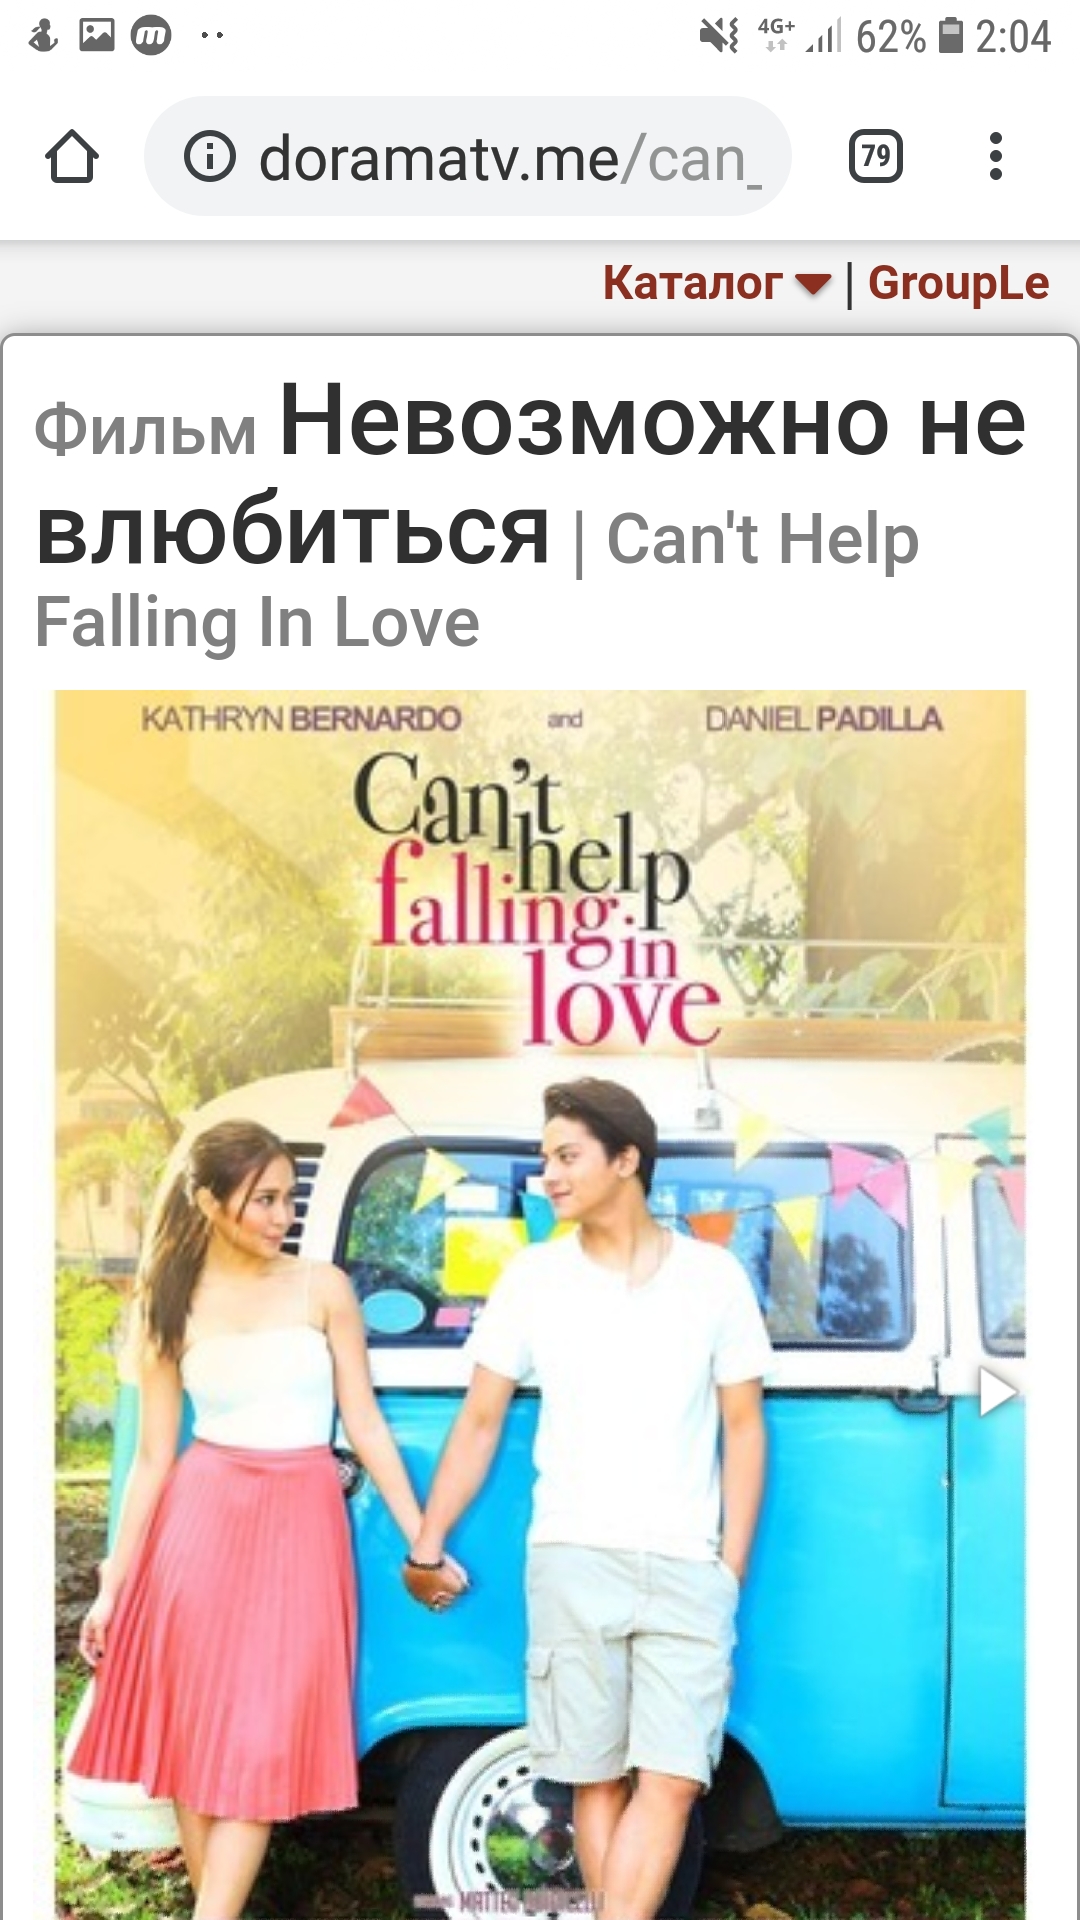 4G+ 62% 2:04
doramatv.me/can_
79
Каталог | GroupLe
Фильм Невозможно не
влюбиться | Can't Help
Falling In Love
KATHRYN BERNARDO and DANIEL PADILLA
Can't
help
falling
in
love